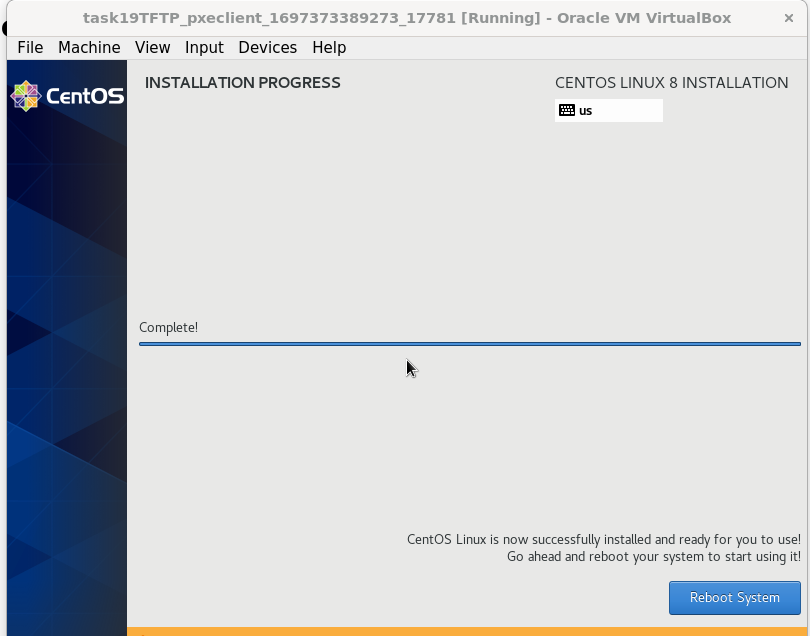 task19TFTP_pxeclient_1697373389273_17781 [Running] - Oracle VM VirtualBox
File Machine View Input Devices Help
CentOS
INSTALLATION PROGRESS
CENTOS LINUX 8 INSTALLATION
us
Complete!
CentOS Linux is now successfully installed and ready for you to use!
Go ahead and reboot your system to start using it!
Reboot System